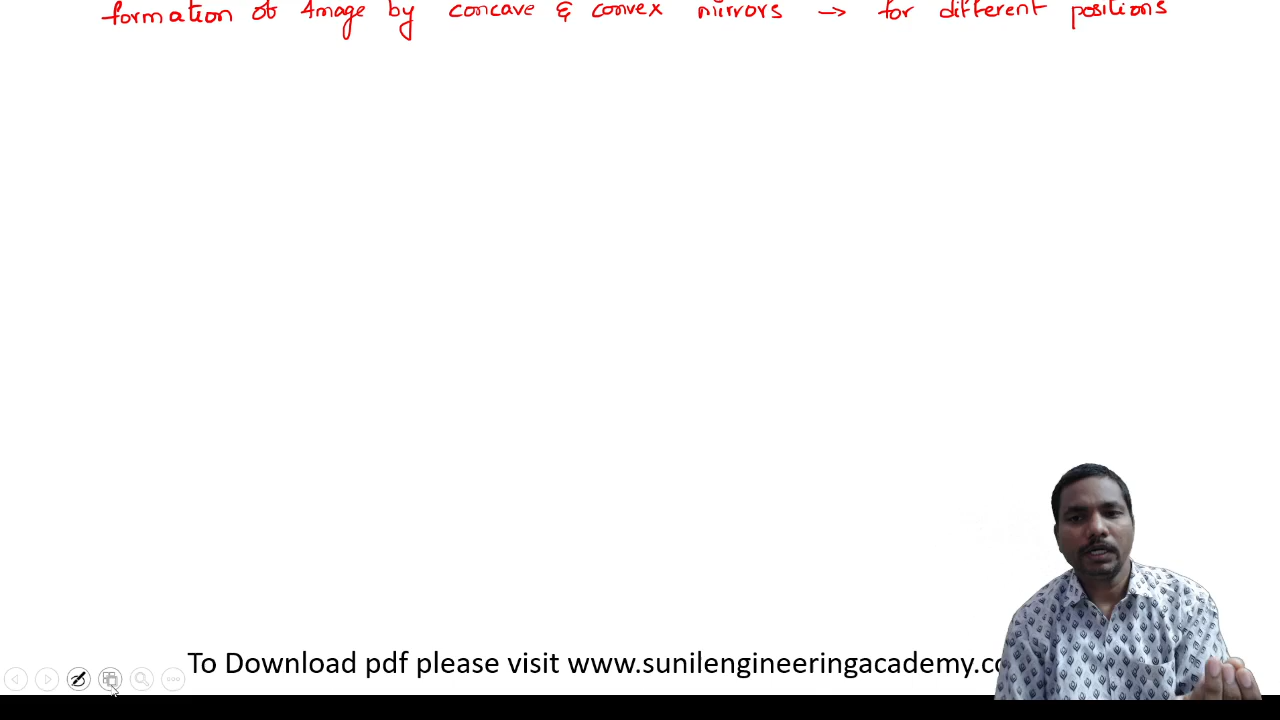 formation of Image by concave & convex mirrors → for different positions
To Download pdf please visit www.sunilengineeringacademy.co